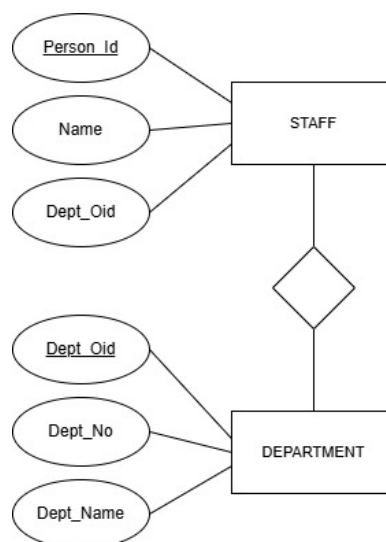 Person_Id
STAFF
Name
Dept_Oid
Dept_Oid
Dept_No
DEPARTMENT
Dept_Name